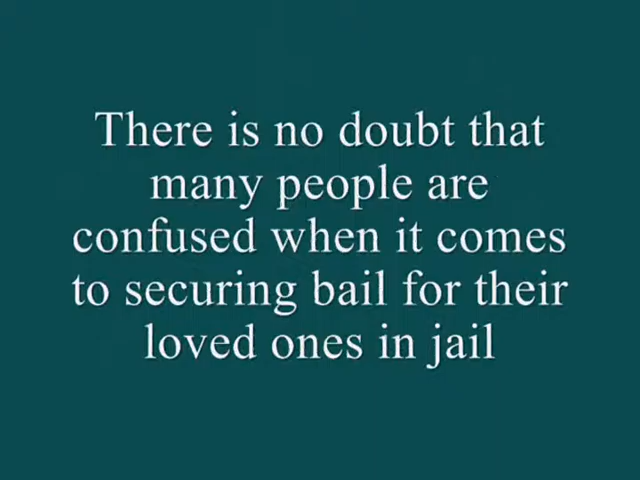 There is no doubt that
many people are
confused when it comes
to securing bail for their
loved ones in jail